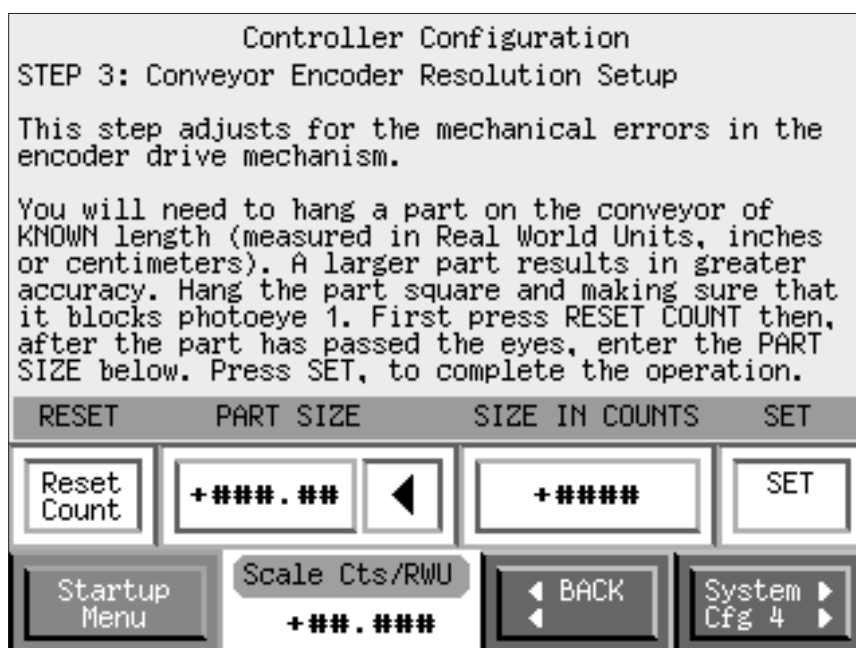 Controller Configuration
STEP 3: Conveyor Encoder Resolution Setup
This step adjusts for the mechanical errors in the
encoder drive mechanism.
You will need to hang a part on the conveyor of
KNOWN length (measured in Real World Units, inches
or centimeters). A larger part results in greater
accuracy. Hang the part square and making sure that
it blocks photoeye 1. First press RESET COUNT then,
after the part has passed the eyes, enter the PART
SIZE below. Press SET, to complete the operation.
RESET PART SIZE SIZE IN COUNTS SET
Reset
Count
+###.##
+####
SET
Startup
Menu
Scale Cts/RWU
+##.###
BACK
System
Cfg 4